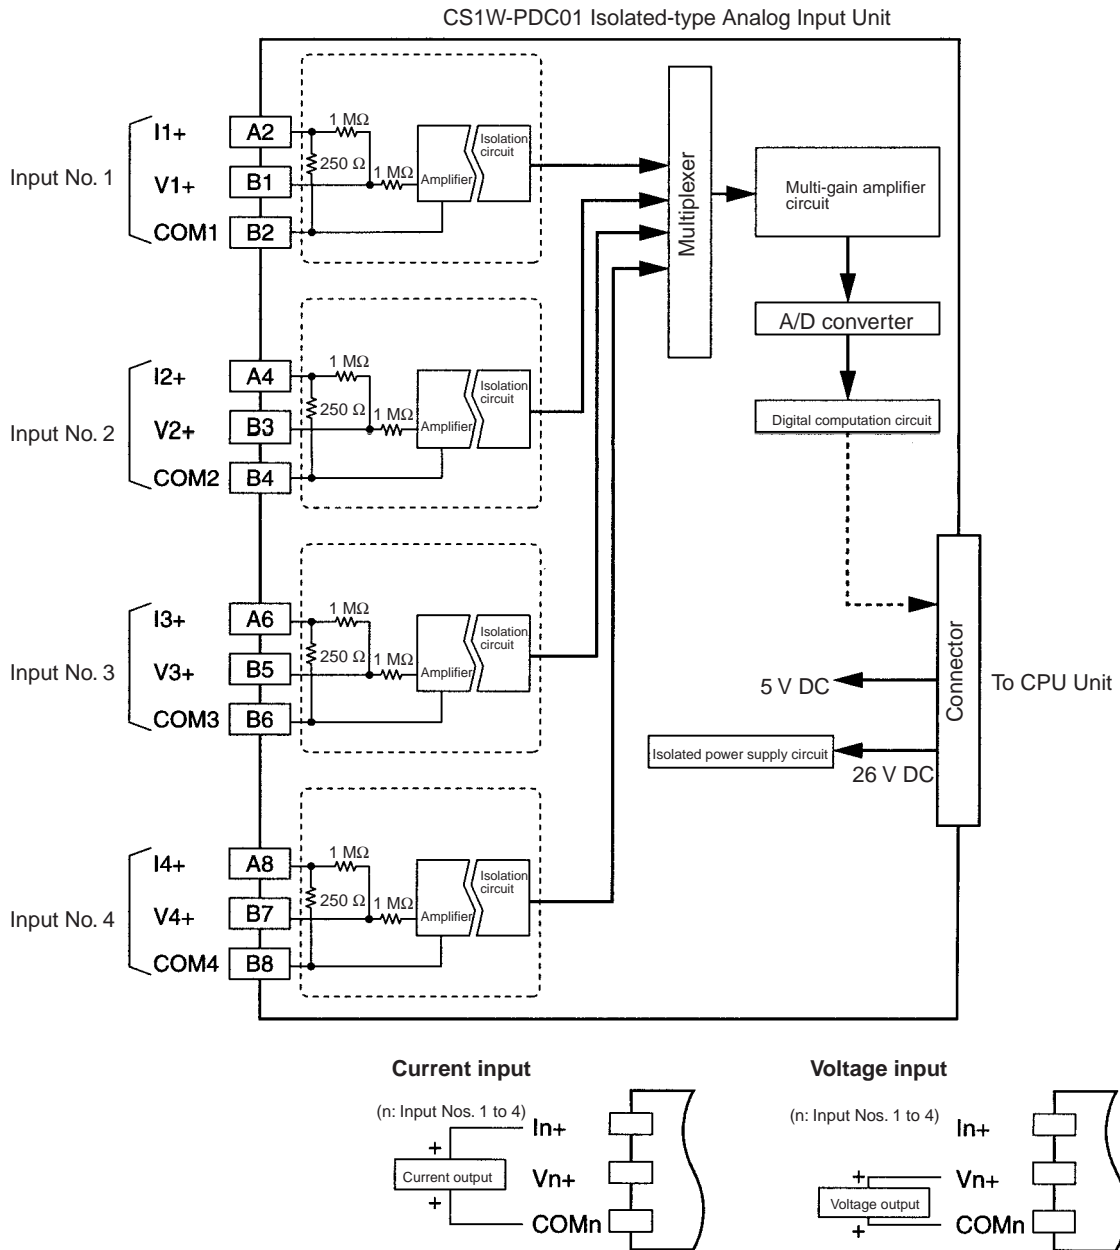 CS1W-PDC01 Isolated-type Analog Input Unit
Input No. 1
I1+
A2
V1+
B1
COM1
B2
1 MΩ
250 Ω
1 MΩ
Amplifier
Isolation
circuit
Multiplexer
Multi-gain amplifier
circuit
A/D converter
Digital computation circuit
Input No. 2
I2+
A4
V2+
B3
COM2
B4
1 MΩ
250 Ω
1 MΩ
Amplifier
Isolation
circuit
Input No. 3
I3+
A6
V3+
B5
COM3
B6
1 MΩ
250 Ω
1 MΩ
Amplifier
Isolation
circuit
Connector
To CPU Unit
5 V DC
Isolated power supply circuit
26 V DC
Input No. 4
I4+
A8
V4+
B7
COM4
B8
1 MΩ
250 Ω
1 MΩ
Amplifier
Isolation
circuit
Current input
(n: Input Nos. 1 to 4)
In+
+
Current output
Vn+
+
COMn
Voltage input
(n: Input Nos. 1 to 4)
In+
+
Vn+
Voltage output
+
COMn